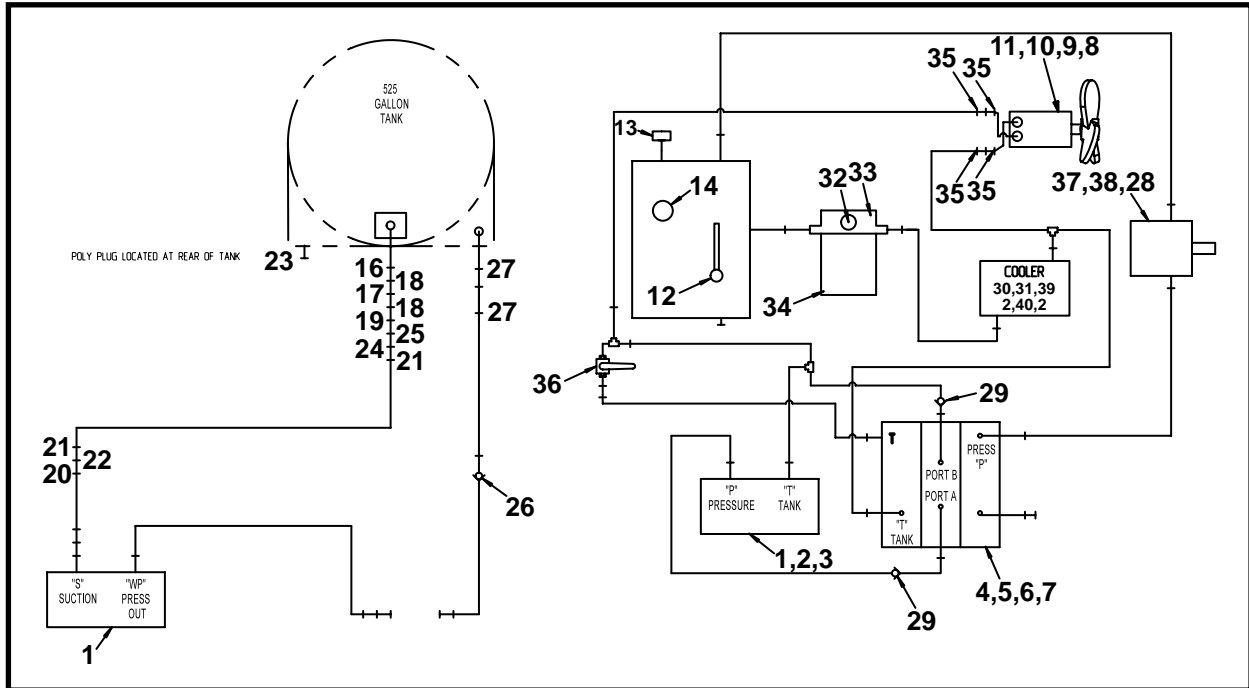 525
GALLON
TANK
POLY PLUG LOCATED AT REAR OF TANK
23
16
18
17
18
19
25
24
21
27
27
21
22
20
26
"S"
SUCTION
"WP"
PRESS
OUT
1
13
14
12
32
33
34
35
35
35
35
11,10,9,8
37,38,28
COOLER
30,31,39
2,40,2
36
29
T
PRESS
"P"
PORT B
PORT A
"T"
TANK
4,5,6,7
"P"
PRESSURE
"T"
TANK
1,2,3
29